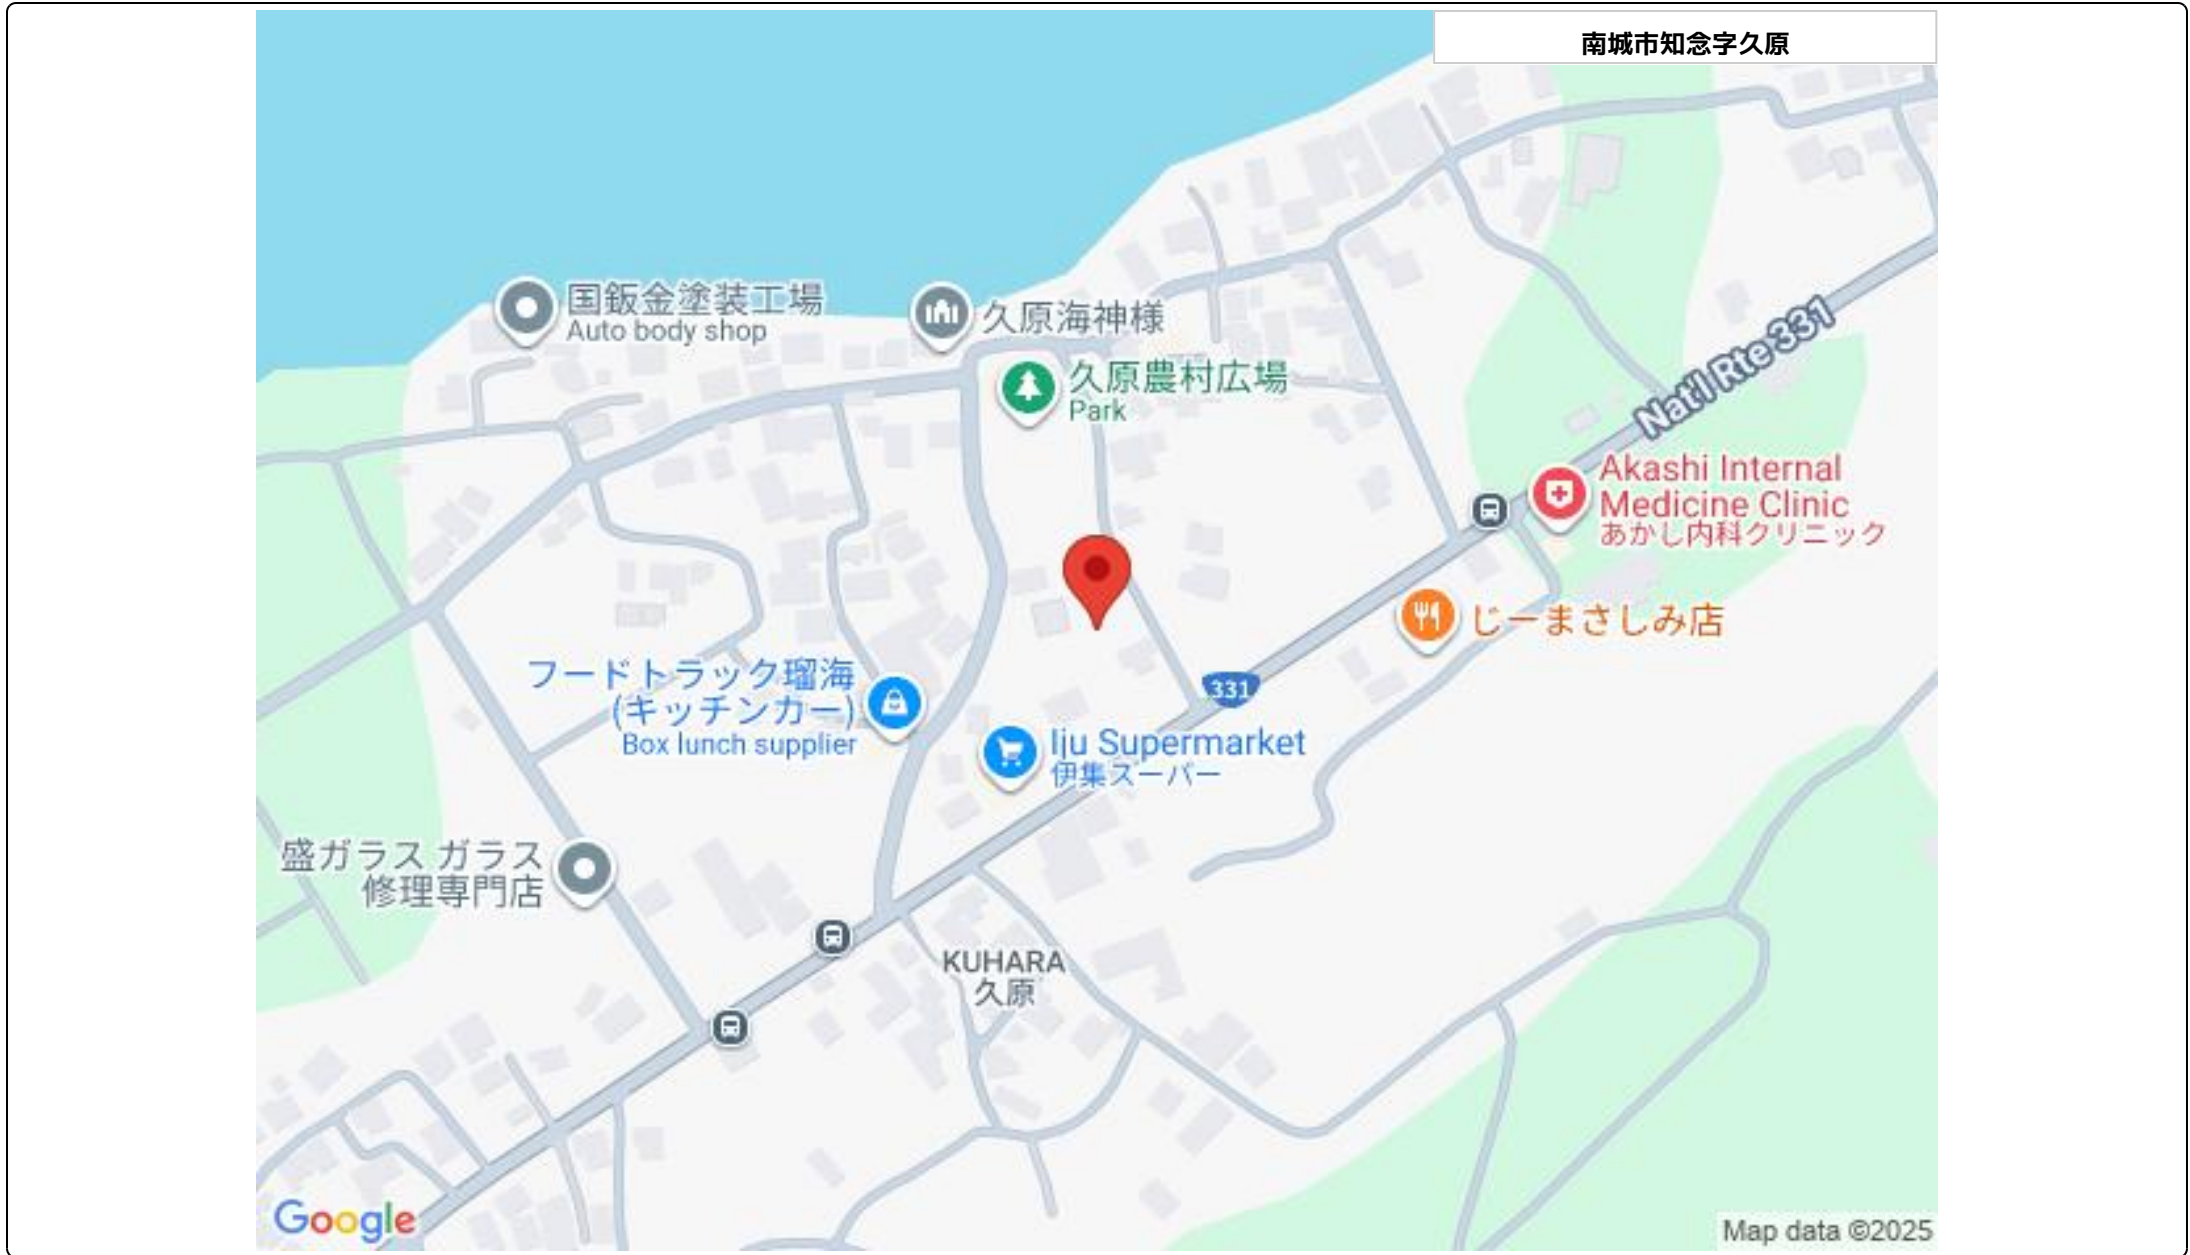 南城市知念字久原
国鈑金塗装工場
Auto body shop
久原海神様
久原農村広場
Park
Nat'l Rte 331
Akashi Internal
Medicine Clinic
あかし内科クリニック
じーまさしみ店
フードトラック瑠海
(キッチンカー)
Box lunch supplier
331
Iju Supermarket
伊集スーパー
盛ガラス ガラス
修理専門店
KUHARA
久原
Google
Map data ©2025